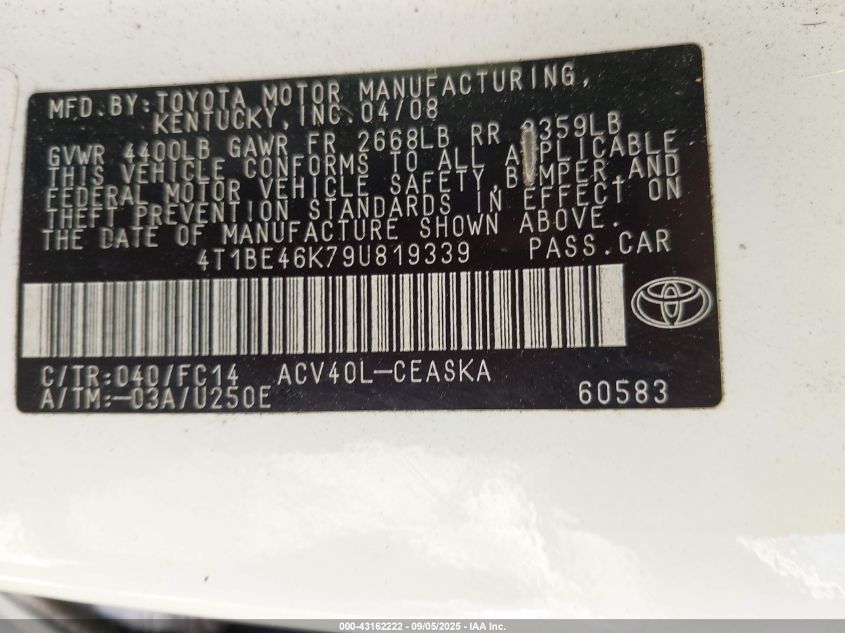 MFD.BY:TOYOTA MOTOR MANUFACTURING,
KENTUCKY, INC. 04/08
GVWR 4400LB GAWR FR 2668LB RR 359LB
THIS VEHICLE CONFORMS TO ALL APPLICABLE
FEDERAL MOTOR VEHICLE SAFETY, BUMPER,AND
THEFT PREVENTION STANDARDS IN EFFECT ON
THE DATE OF MANUFACTURE SHOWN ABOVE.
4T1BE46K79U819339 PASS.CAR
C/TR:040/FC14 ACV40L-CEASKA
A/TM:-03A/U250E 60583
000-43162222 - 09/05/2025 - IAA Inc.